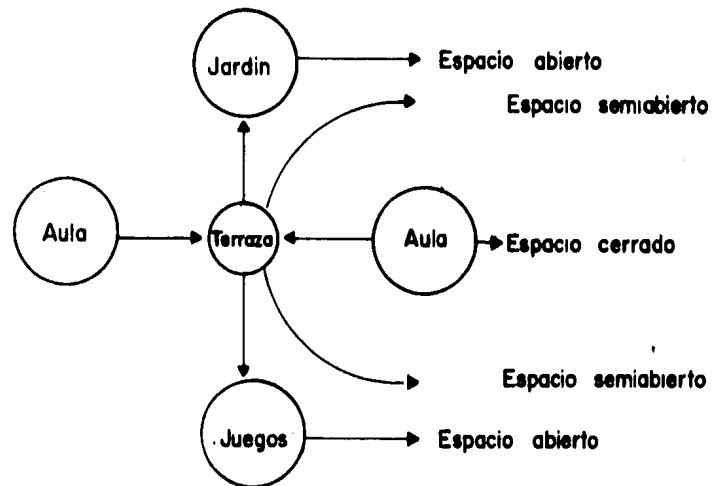 Jardin
Espacio abierto
Espacio semiabierto
Aula
Terraza
Aula
Espacio cerrado
Espacio semiabierto
Juegos
Espacio abierto